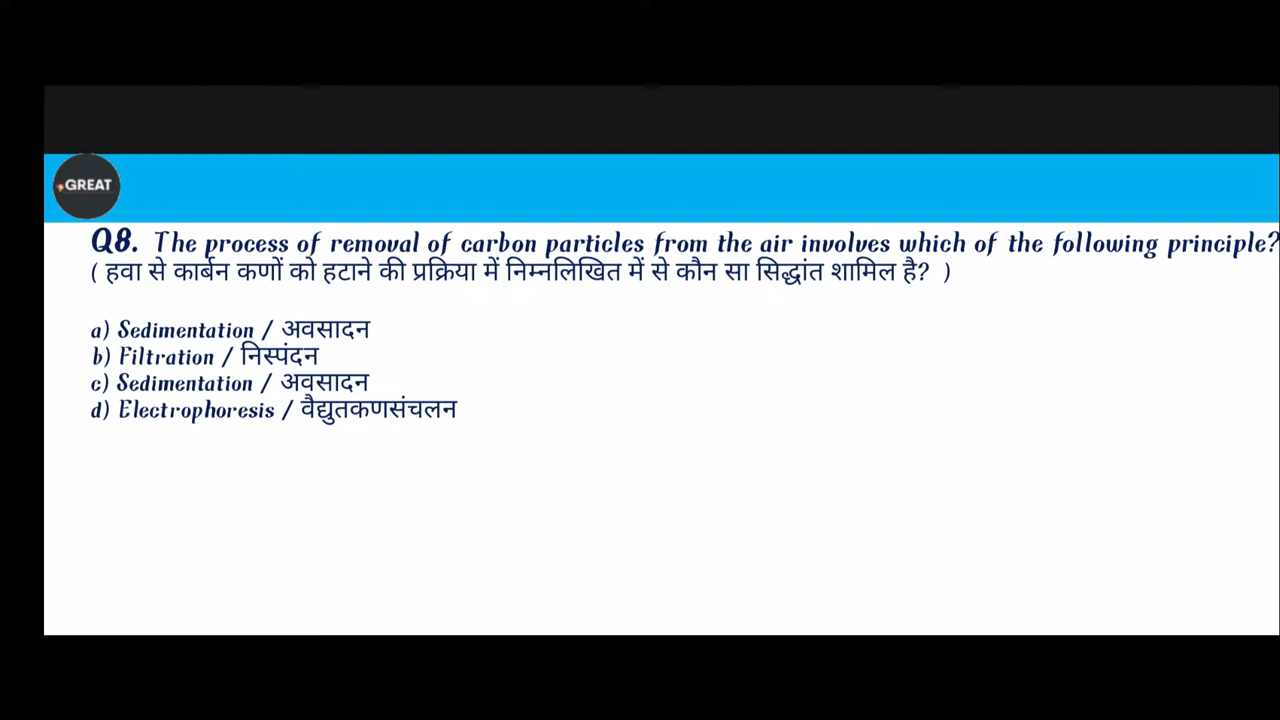 GREAT
Q8. The process of removal of carbon particles from the air involves which of the following principle?
( हवा से कार्बन कणों को हटाने की प्रक्रिया में निम्नलिखित में से कौन सा सिद्धांत शामिल है? )
a) Sedimentation / अवसादन
b) Filtration / निस्पंदन
c) Sedimentation / अवसादन
d) Electrophoresis / वैद्युतकणसंचलन